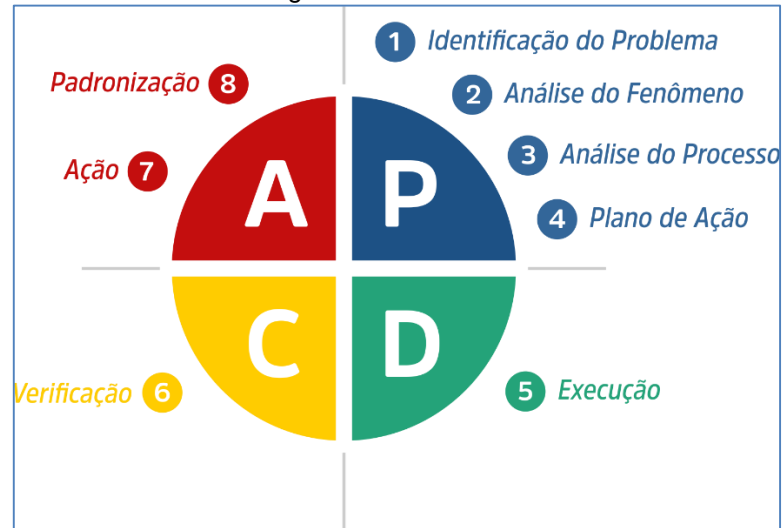 1 Identificação do Problema
Padronização 8
2 Análise do Fenômeno
3 Análise do Processo
Ação 7
A P
4 Plano de Ação
C D
Verificação 6
5 Execução